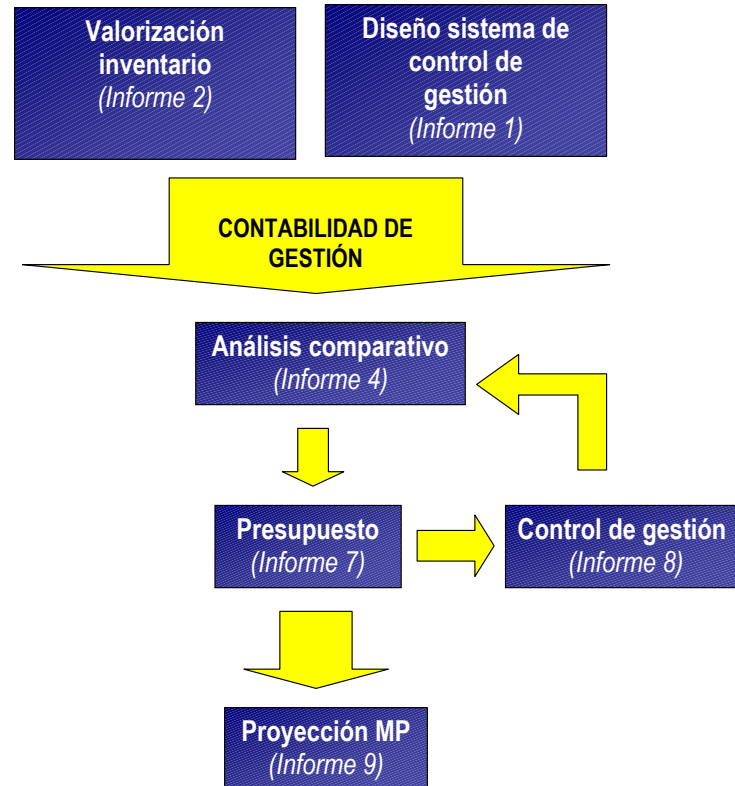 Valorización
inventario
(Informe 2)
Diseño sistema de
control de
gestión
(Informe 1)
CONTABILIDAD DE
GESTIÓN
Análisis comparativo
(Informe 4)
Presupuesto
(Informe 7)
Control de gestión
(Informe 8)
Proyección MP
(Informe 9)